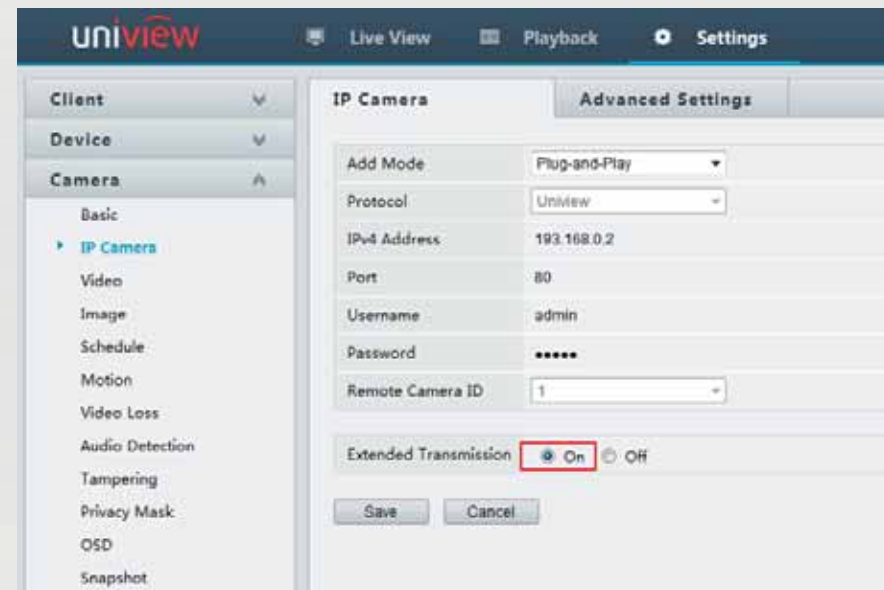 uniview
Live View Playback Settings
Client
Device
Camera
Basic
IP Camera
Video
Image
Schedule
Motion
Video Loss
Audio Detection
Tampering
Privacy Mask
OSD
Snapshot
IP Camera Advanced Settings
Add Mode Plug-and-Play
Protocol Uniview
IPv4 Address 193.168.0.2
Port 80
Username admin
Password •••••
Remote Camera ID 1
Extended Transmission On Off
Save Cancel